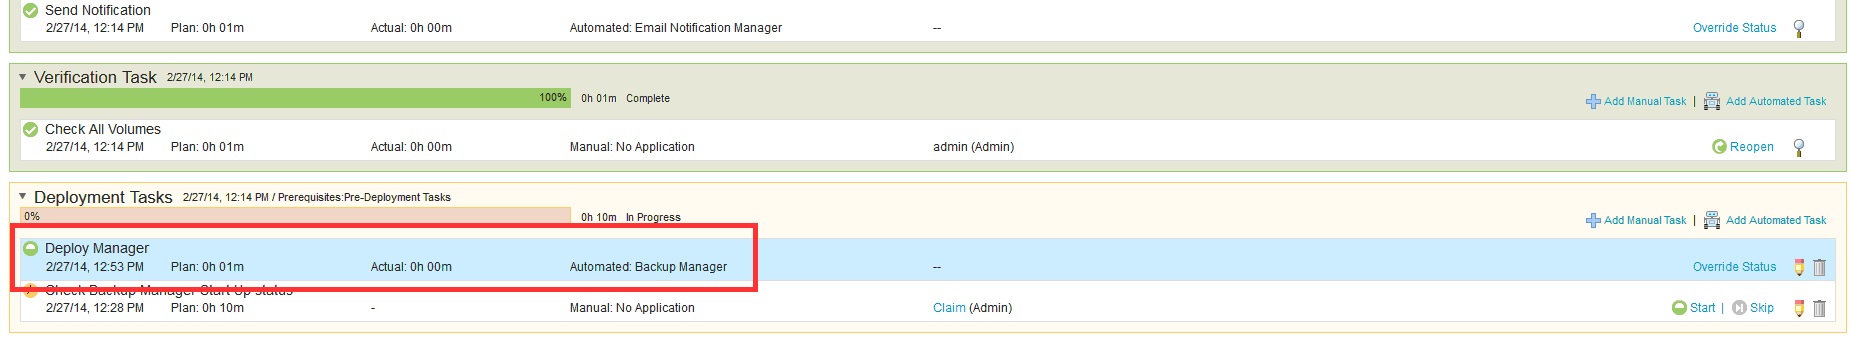 Send Notification
2/27/14, 12:14 PM Plan: 0h 01m Actual: 0h 00m Automated: Email Notification Manager -- Override Status
Verification Task 2/27/14, 12:14 PM
100% 0h 01m Complete Add Manual Task | Add Automated Task
Check All Volumes
2/27/14, 12:14 PM Plan: 0h 01m Actual: 0h 00m Manual: No Application admin (Admin) Reopen
Deployment Tasks 2/27/14, 12:14 PM / Prerequisites:Pre-Deployment Tasks
0% 0h 10m In Progress Add Manual Task | Add Automated Task
Deploy Manager
2/27/14, 12:53 PM Plan: 0h 01m Actual: 0h 00m Automated: Backup Manager -- Override Status
Check Backup Manager Start Up status
2/27/14, 12:28 PM Plan: 0h 10m - Manual: No Application Claim (Admin) Start | Skip